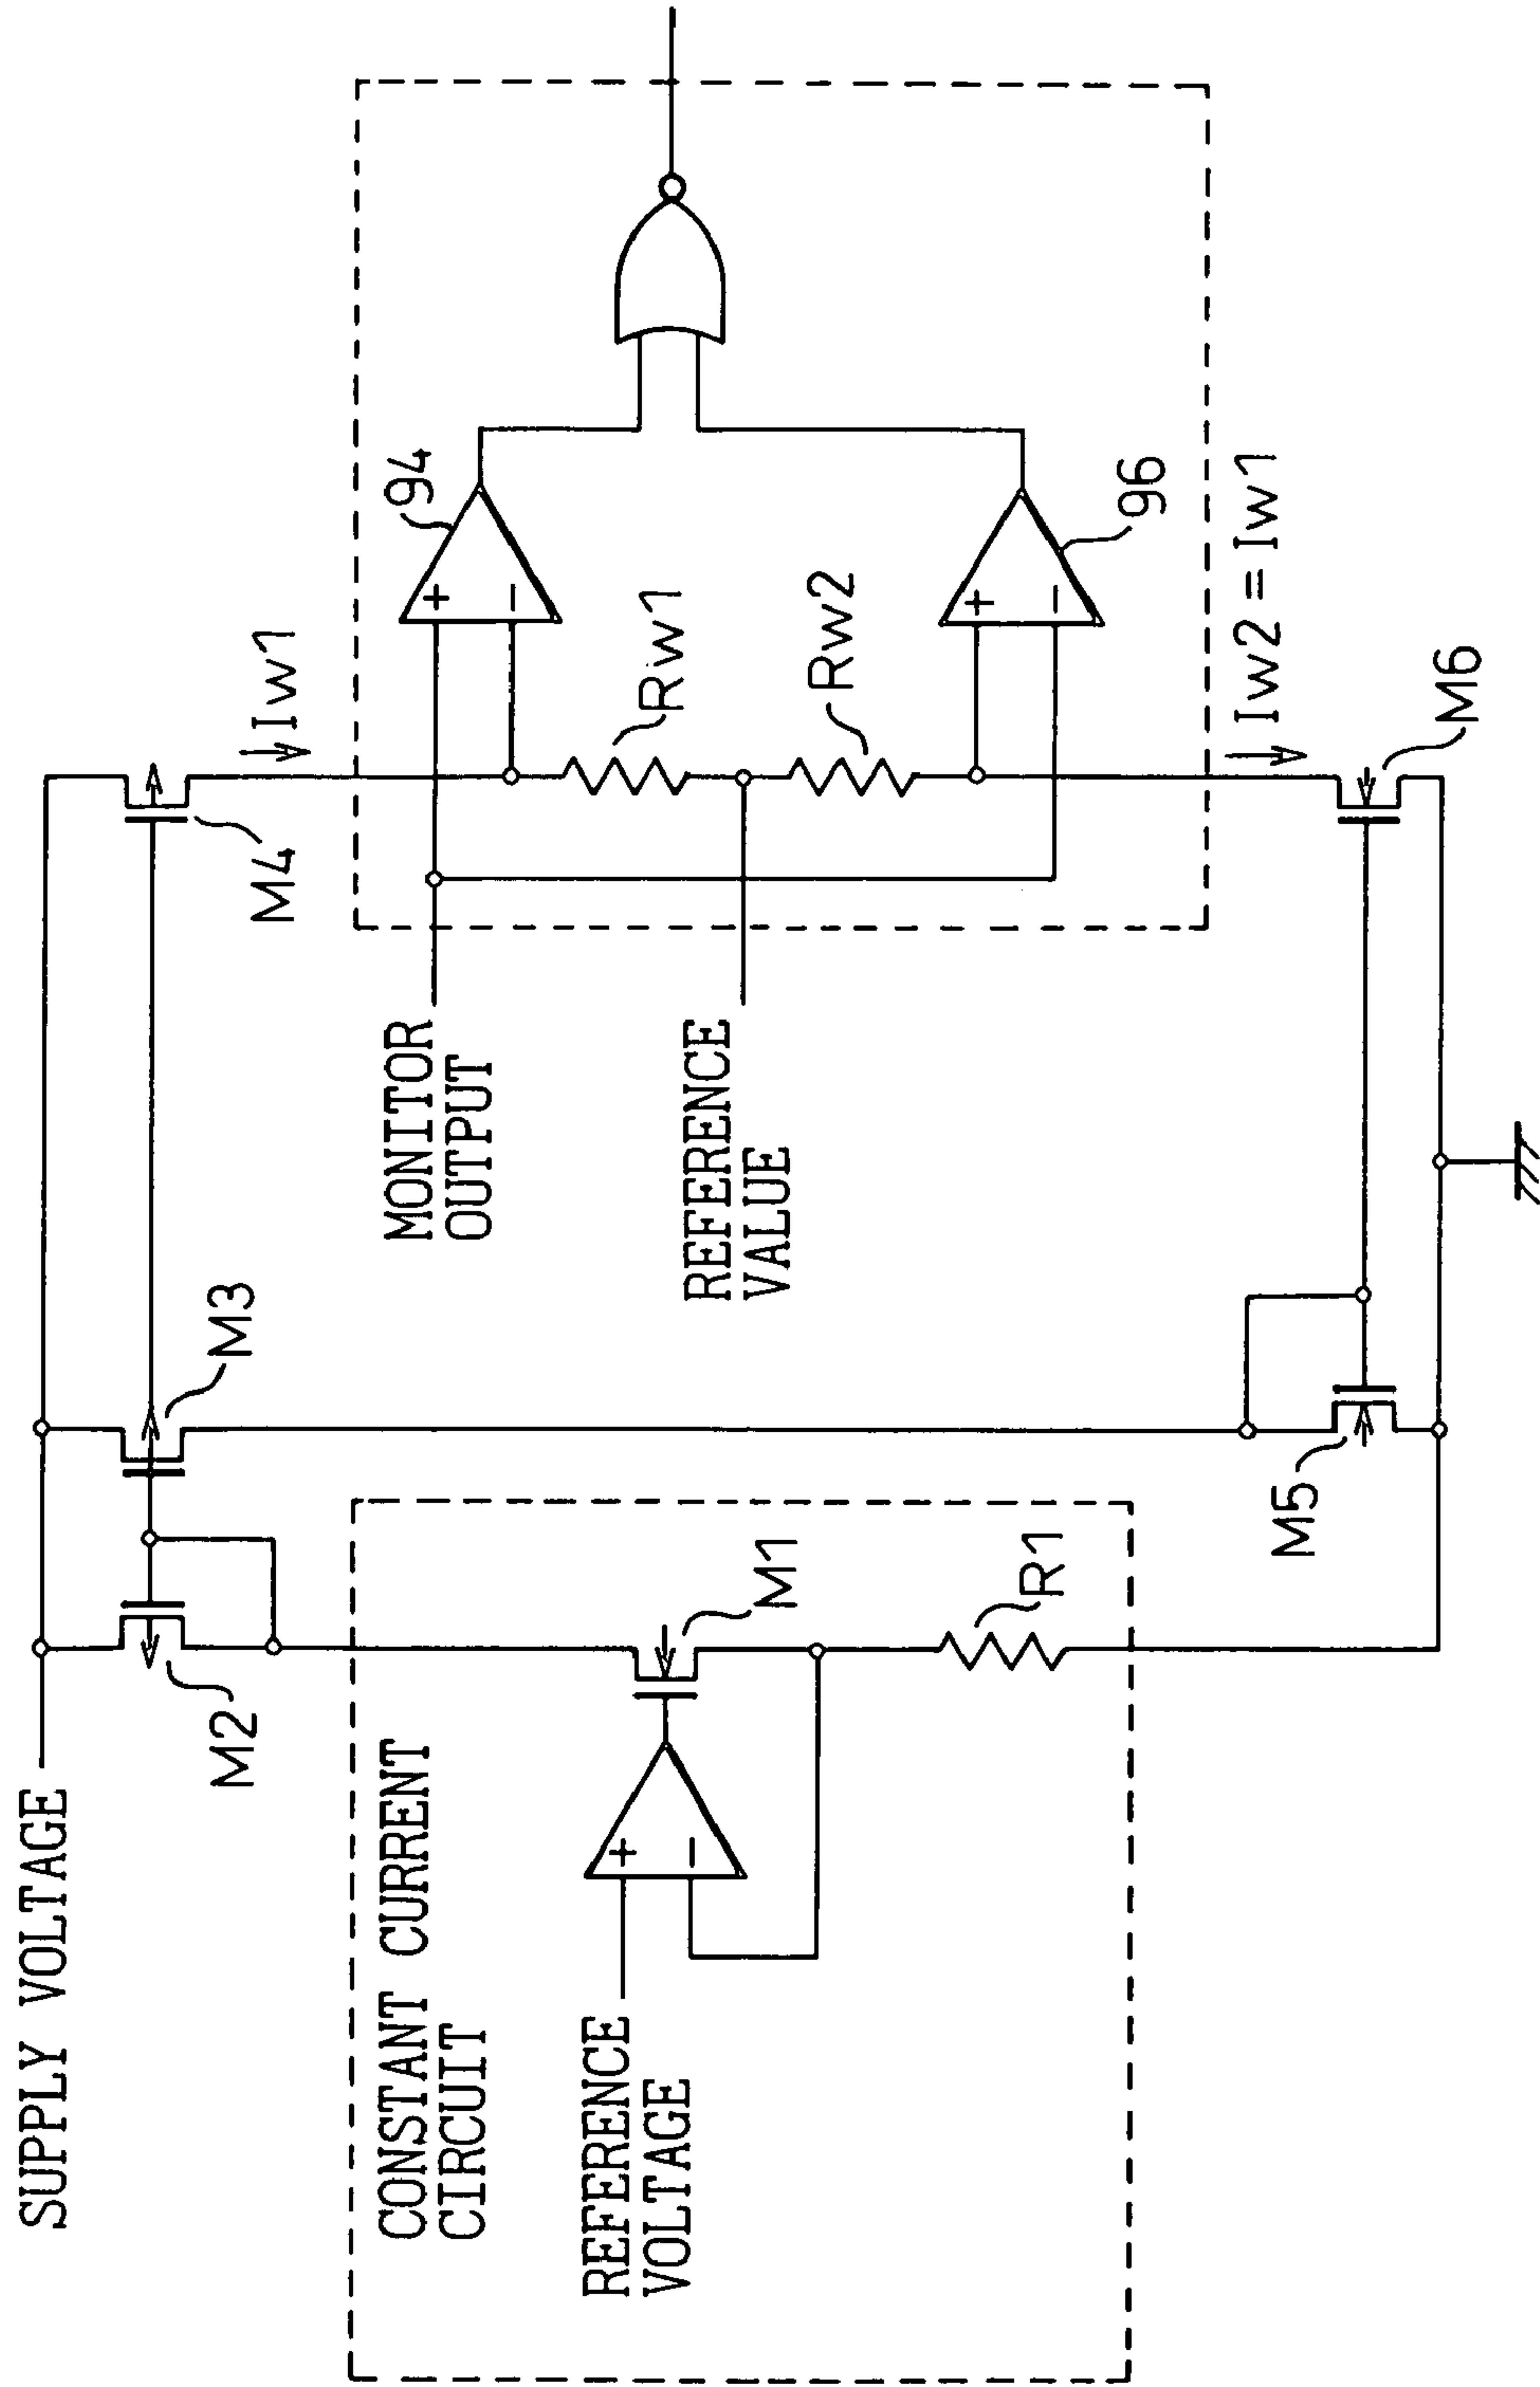 SUPPLY VOLTAGE
M2
M3
M4
Iw1
CONSTANT CURRENT
CIRCUIT
REFERENCE
VOLTAGE
+
−
M1
R1
MONITOR
OUTPUT
REFERENCE
VALUE
94
+
−
Rw1
Rw2
+
−
96
Iw2 = Iw1
M5
M6